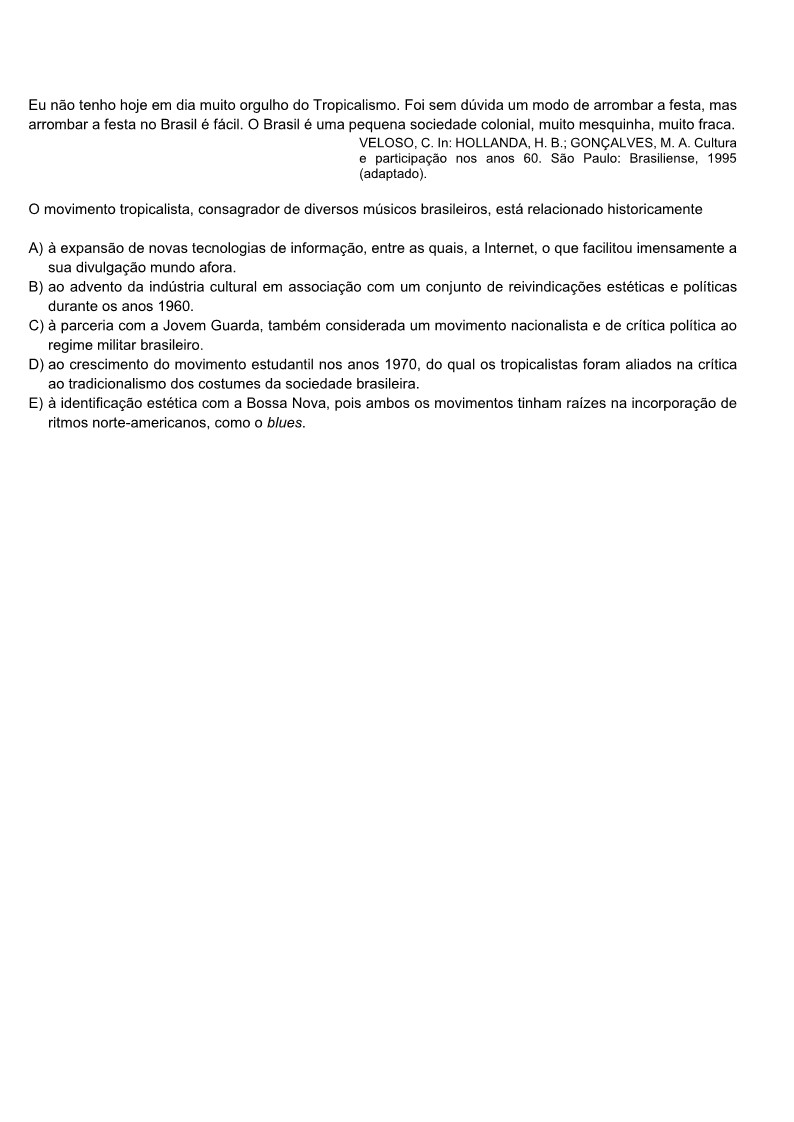 Eu não tenho hoje em dia muito orgulho do Tropicalismo. Foi sem dúvida um modo de arrombar a festa, mas
arrombar a festa no Brasil é fácil. O Brasil é uma pequena sociedade colonial, muito mesquinha, muito fraca.
VELOSO, C. In: HOLLANDA, H. B.; GONÇALVES, M. A. Cultura
e participação nos anos 60. São Paulo: Brasiliense, 1995
(adaptado).
O movimento tropicalista, consagrador de diversos músicos brasileiros, está relacionado historicamente
A) à expansão de novas tecnologias de informação, entre as quais, a Internet, o que facilitou imensamente a
sua divulgação mundo afora.
B) ao advento da indústria cultural em associação com um conjunto de reivindicações estéticas e políticas
durante os anos 1960.
C) à parceria com a Jovem Guarda, também considerada um movimento nacionalista e de crítica política ao
regime militar brasileiro.
D) ao crescimento do movimento estudantil nos anos 1970, do qual os tropicalistas foram aliados na crítica
ao tradicionalismo dos costumes da sociedade brasileira.
E) à identificação estética com a Bossa Nova, pois ambos os movimentos tinham raízes na incorporação de
ritmos norte-americanos, como o blues.